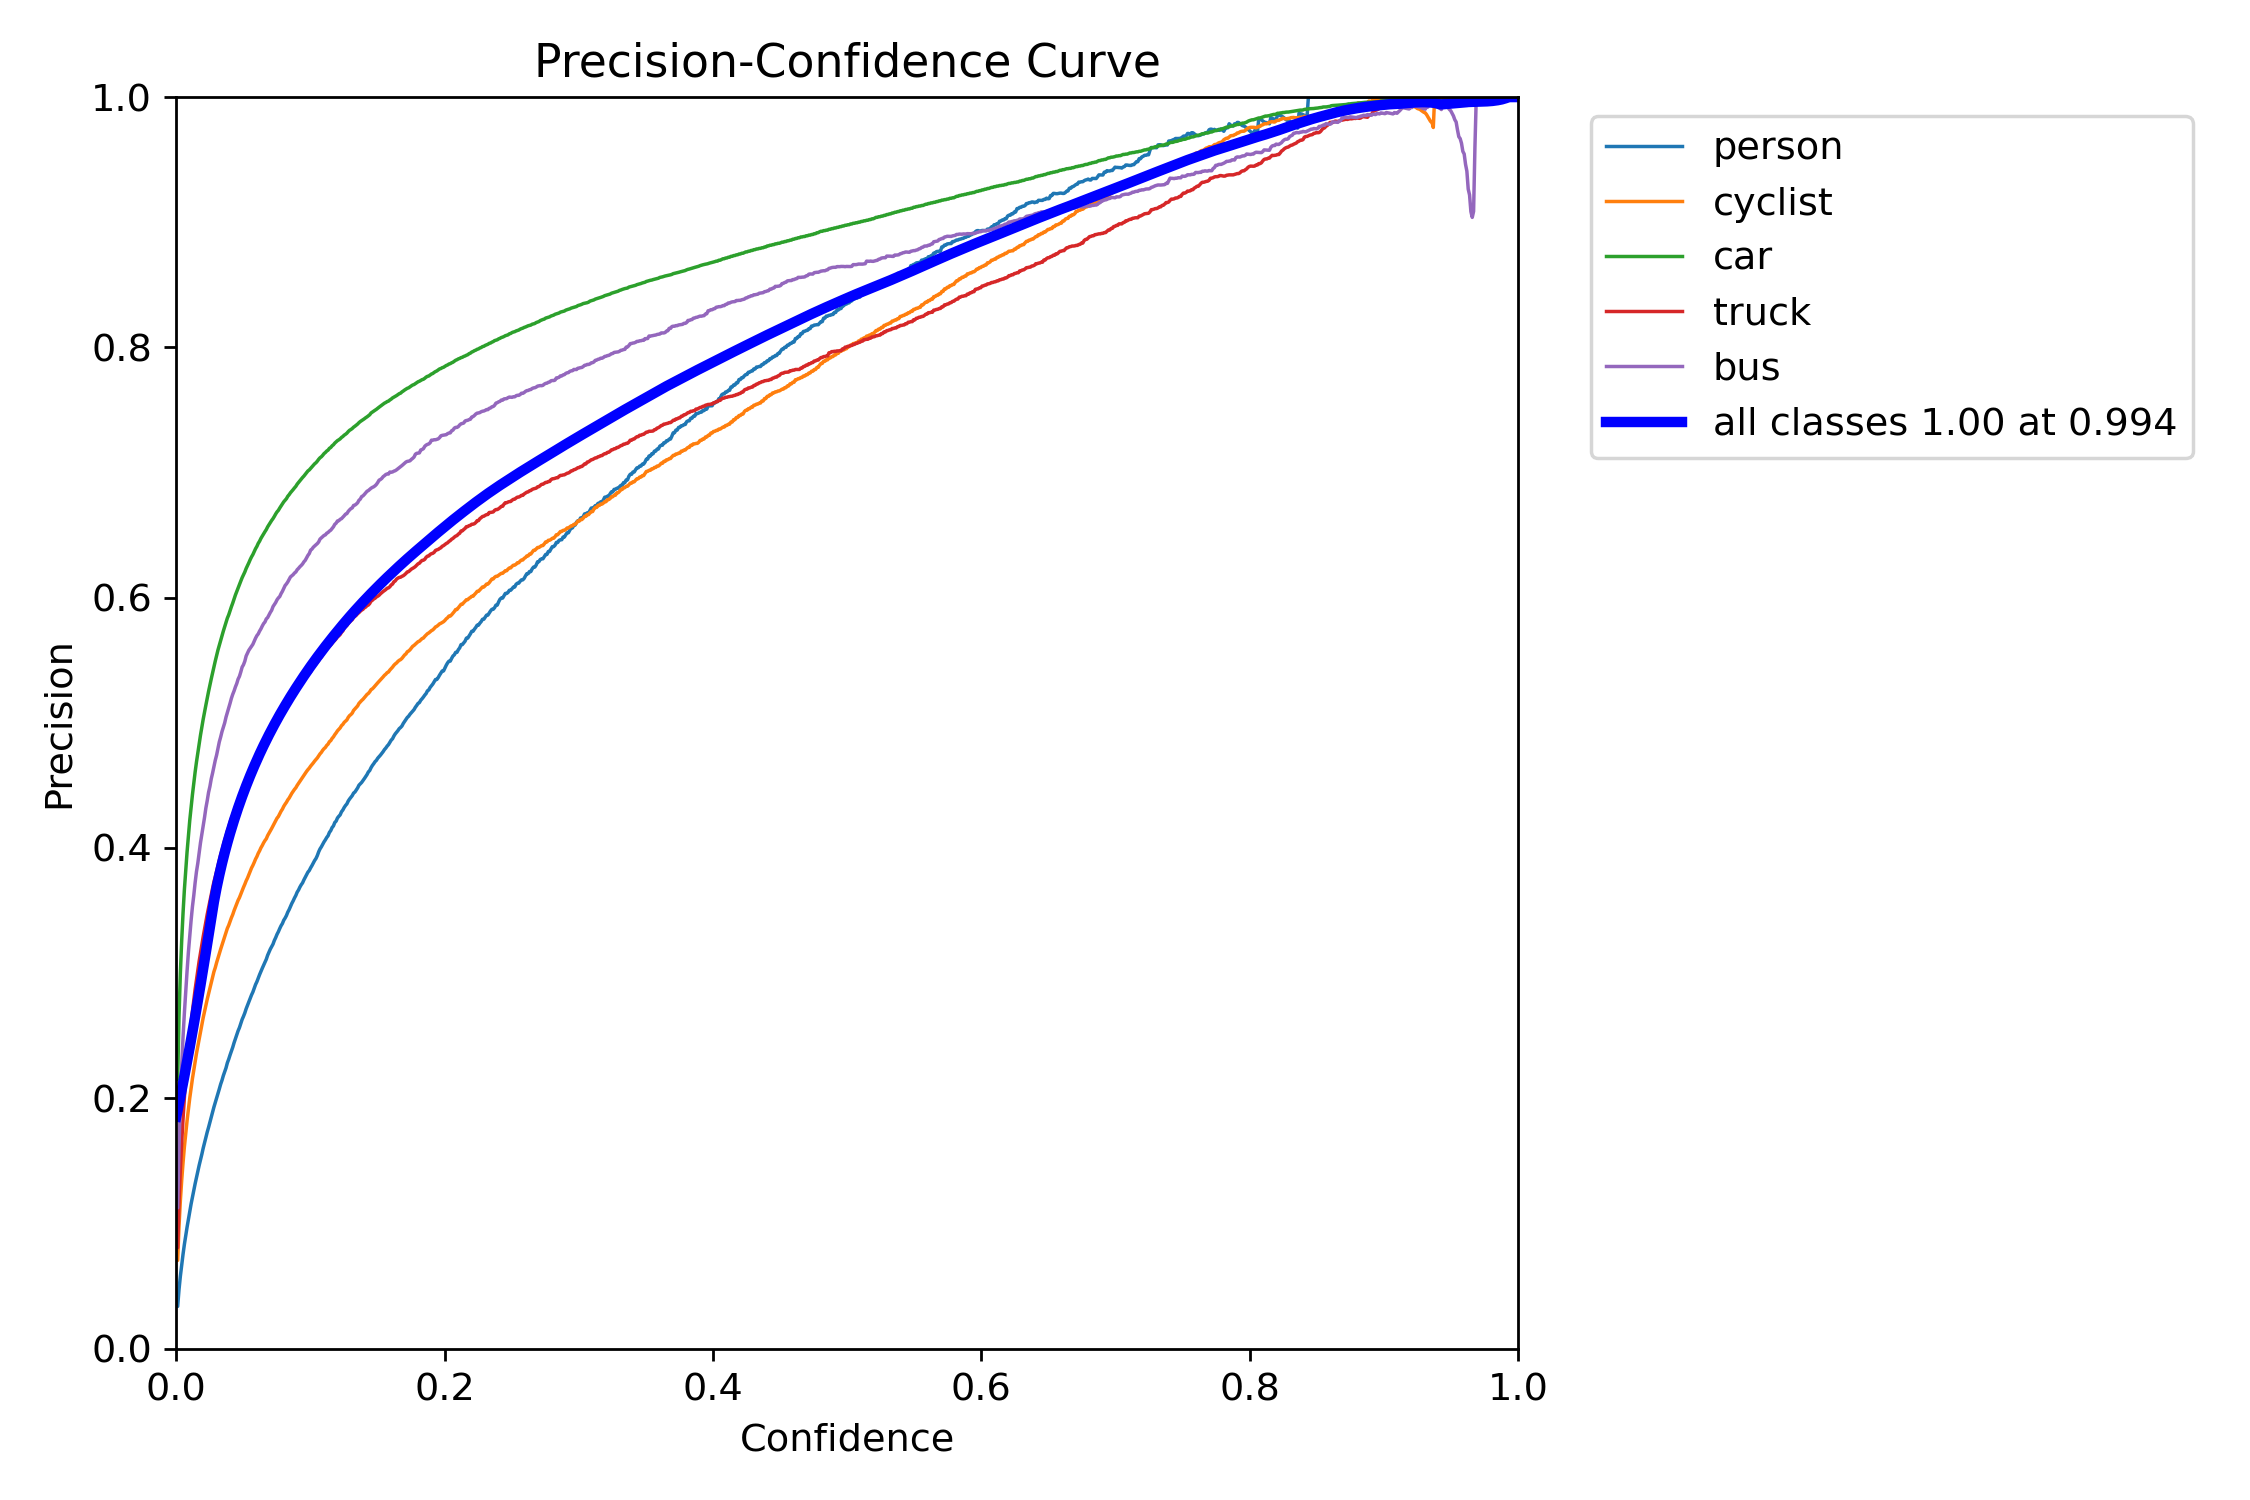 Precision-Confidence Curve
1.0
0.8
0.6
0.4
0.2
0.0
Precision
0.0 0.2 0.4 0.6 0.8 1.0
Confidence
person
cyclist
car
truck
bus
all classes 1.00 at 0.994